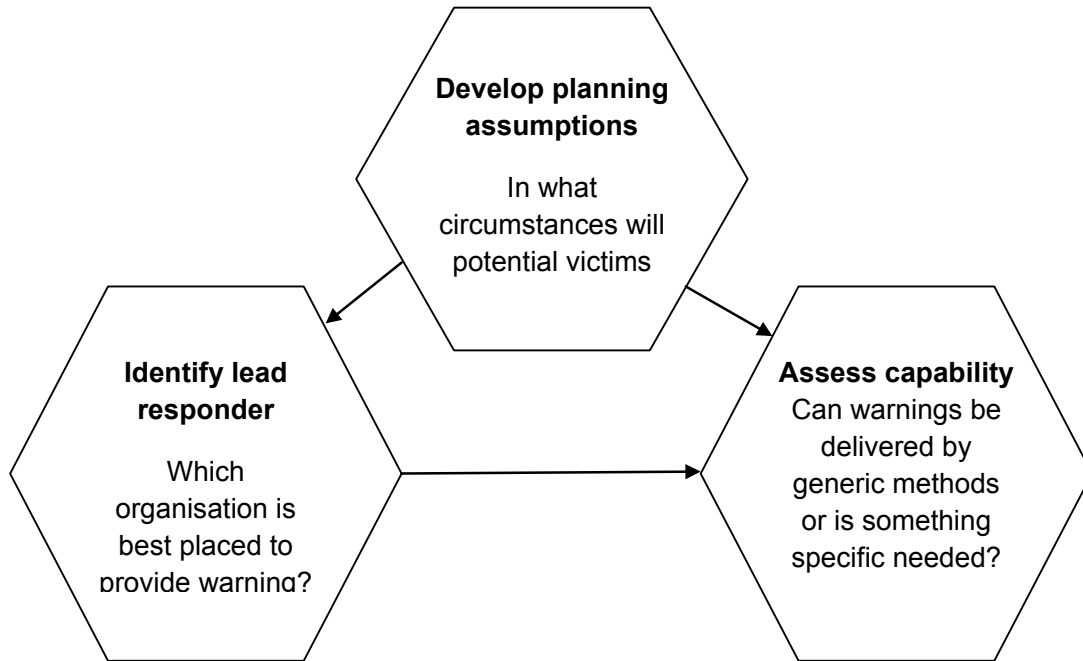 Develop planning
assumptions
In what
circumstances will
potential victims
Identify lead
responder
Which
organisation is
best placed to
provide warning?
Assess capability
Can warnings be
delivered by
generic methods
or is something
specific needed?